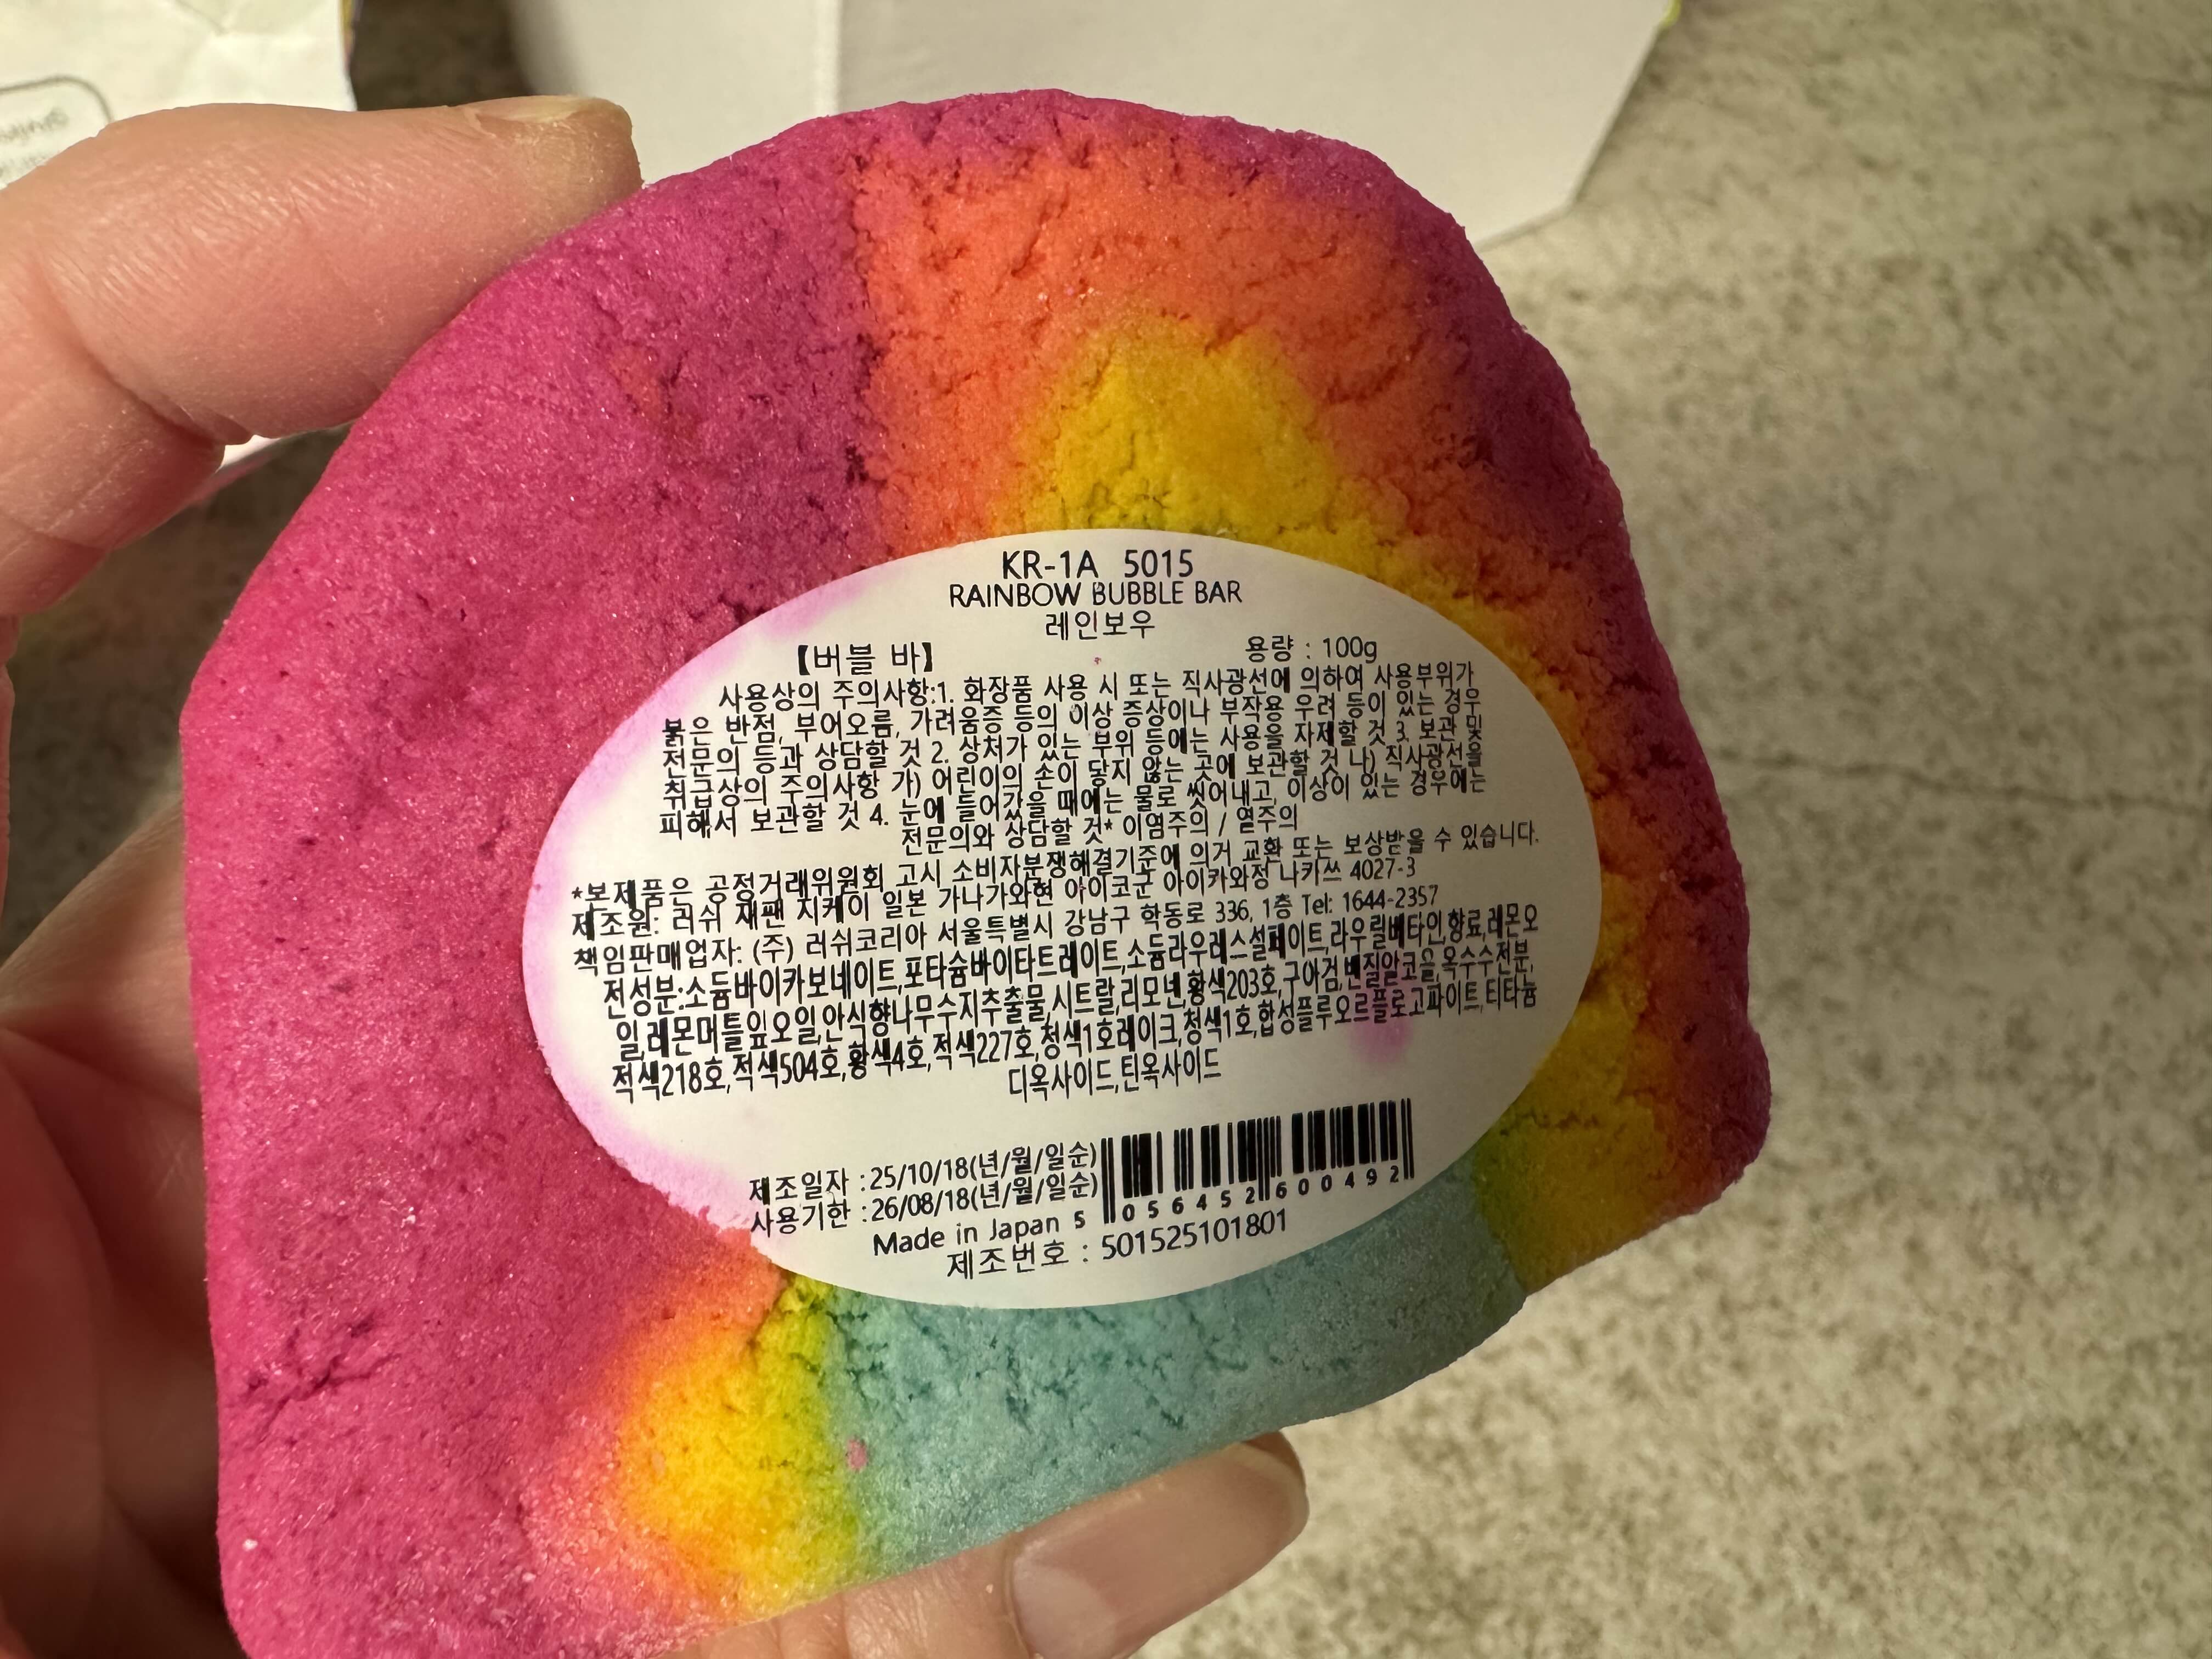 KR-1A 5015
RAINBOW BUBBLE BAR
레인보우
【버블 바】 용량 : 100g
사용상의 주의사항:1. 화장품 사용 시 또는 직사광선에 의하여 사용부위가
붉은 반점, 부어오름, 가려움증 등의 이상 증상이나 부작용 우려 등이 있는 경우
전문의 등과 상담할 것 2. 상처가 있는 부위 등에는 사용을 자제할 것 3. 보관 및
취급상의 주의사항 가) 어린이의 손이 닿지 않는 곳에 보관할 것 나) 직사광선을
피해서 보관할 것 4. 눈에 들어갔을 때에는 물로 씻어내고, 이상이 있는 경우에는
전문의와 상담할 것* 이염주의 / 열주의
*본제품은 공정거래위원회 고시 소비자분쟁해결기준에 의거 교환 또는 보상받을 수 있습니다.
제조원: 러쉬 재팬 지케이 일본 가나가와현 아이코군 아이카와정 나카쓰 4027-3
책임판매업자: (주) 러쉬코리아 서울특별시 강남구 학동로 336, 1층 Tel: 1644-2357
전성분:소듐바이카보네이트,포타슘바이타트레이트,소듐라우레스설페이트,라우릴베타인,향료,레몬오
일,레몬머틀잎오일,안식향나무수지추출물,시트랄,리모넨,황색203호,구아검,벤질알코올,옥수수전분,
적색218호,적색504호,황색4호,적색227호,청색1호레이크,청색1호,합성플루오르플로고파이트,티타늄
디옥사이드,틴옥사이드
제조일자 :25/10/18(년/월/일순)
사용기한 :26/08/18(년/월/일순)
Made in Japan 5 056452 600492
제조번호 : 501525101801